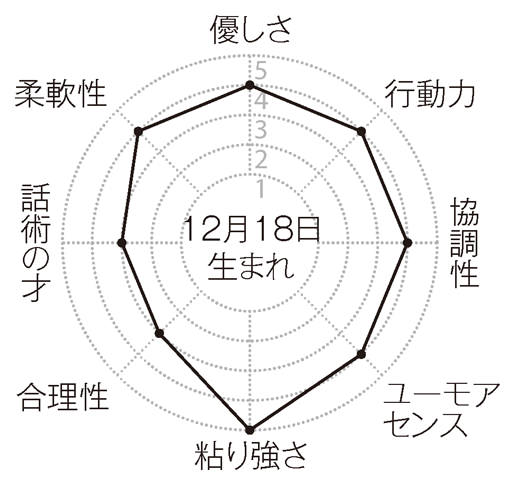 優しさ
行動力
協調性
ユーモア
センス
粘り強さ
合理性
話術の才
柔軟性
5
4
3
2
1
12月18日
生まれ